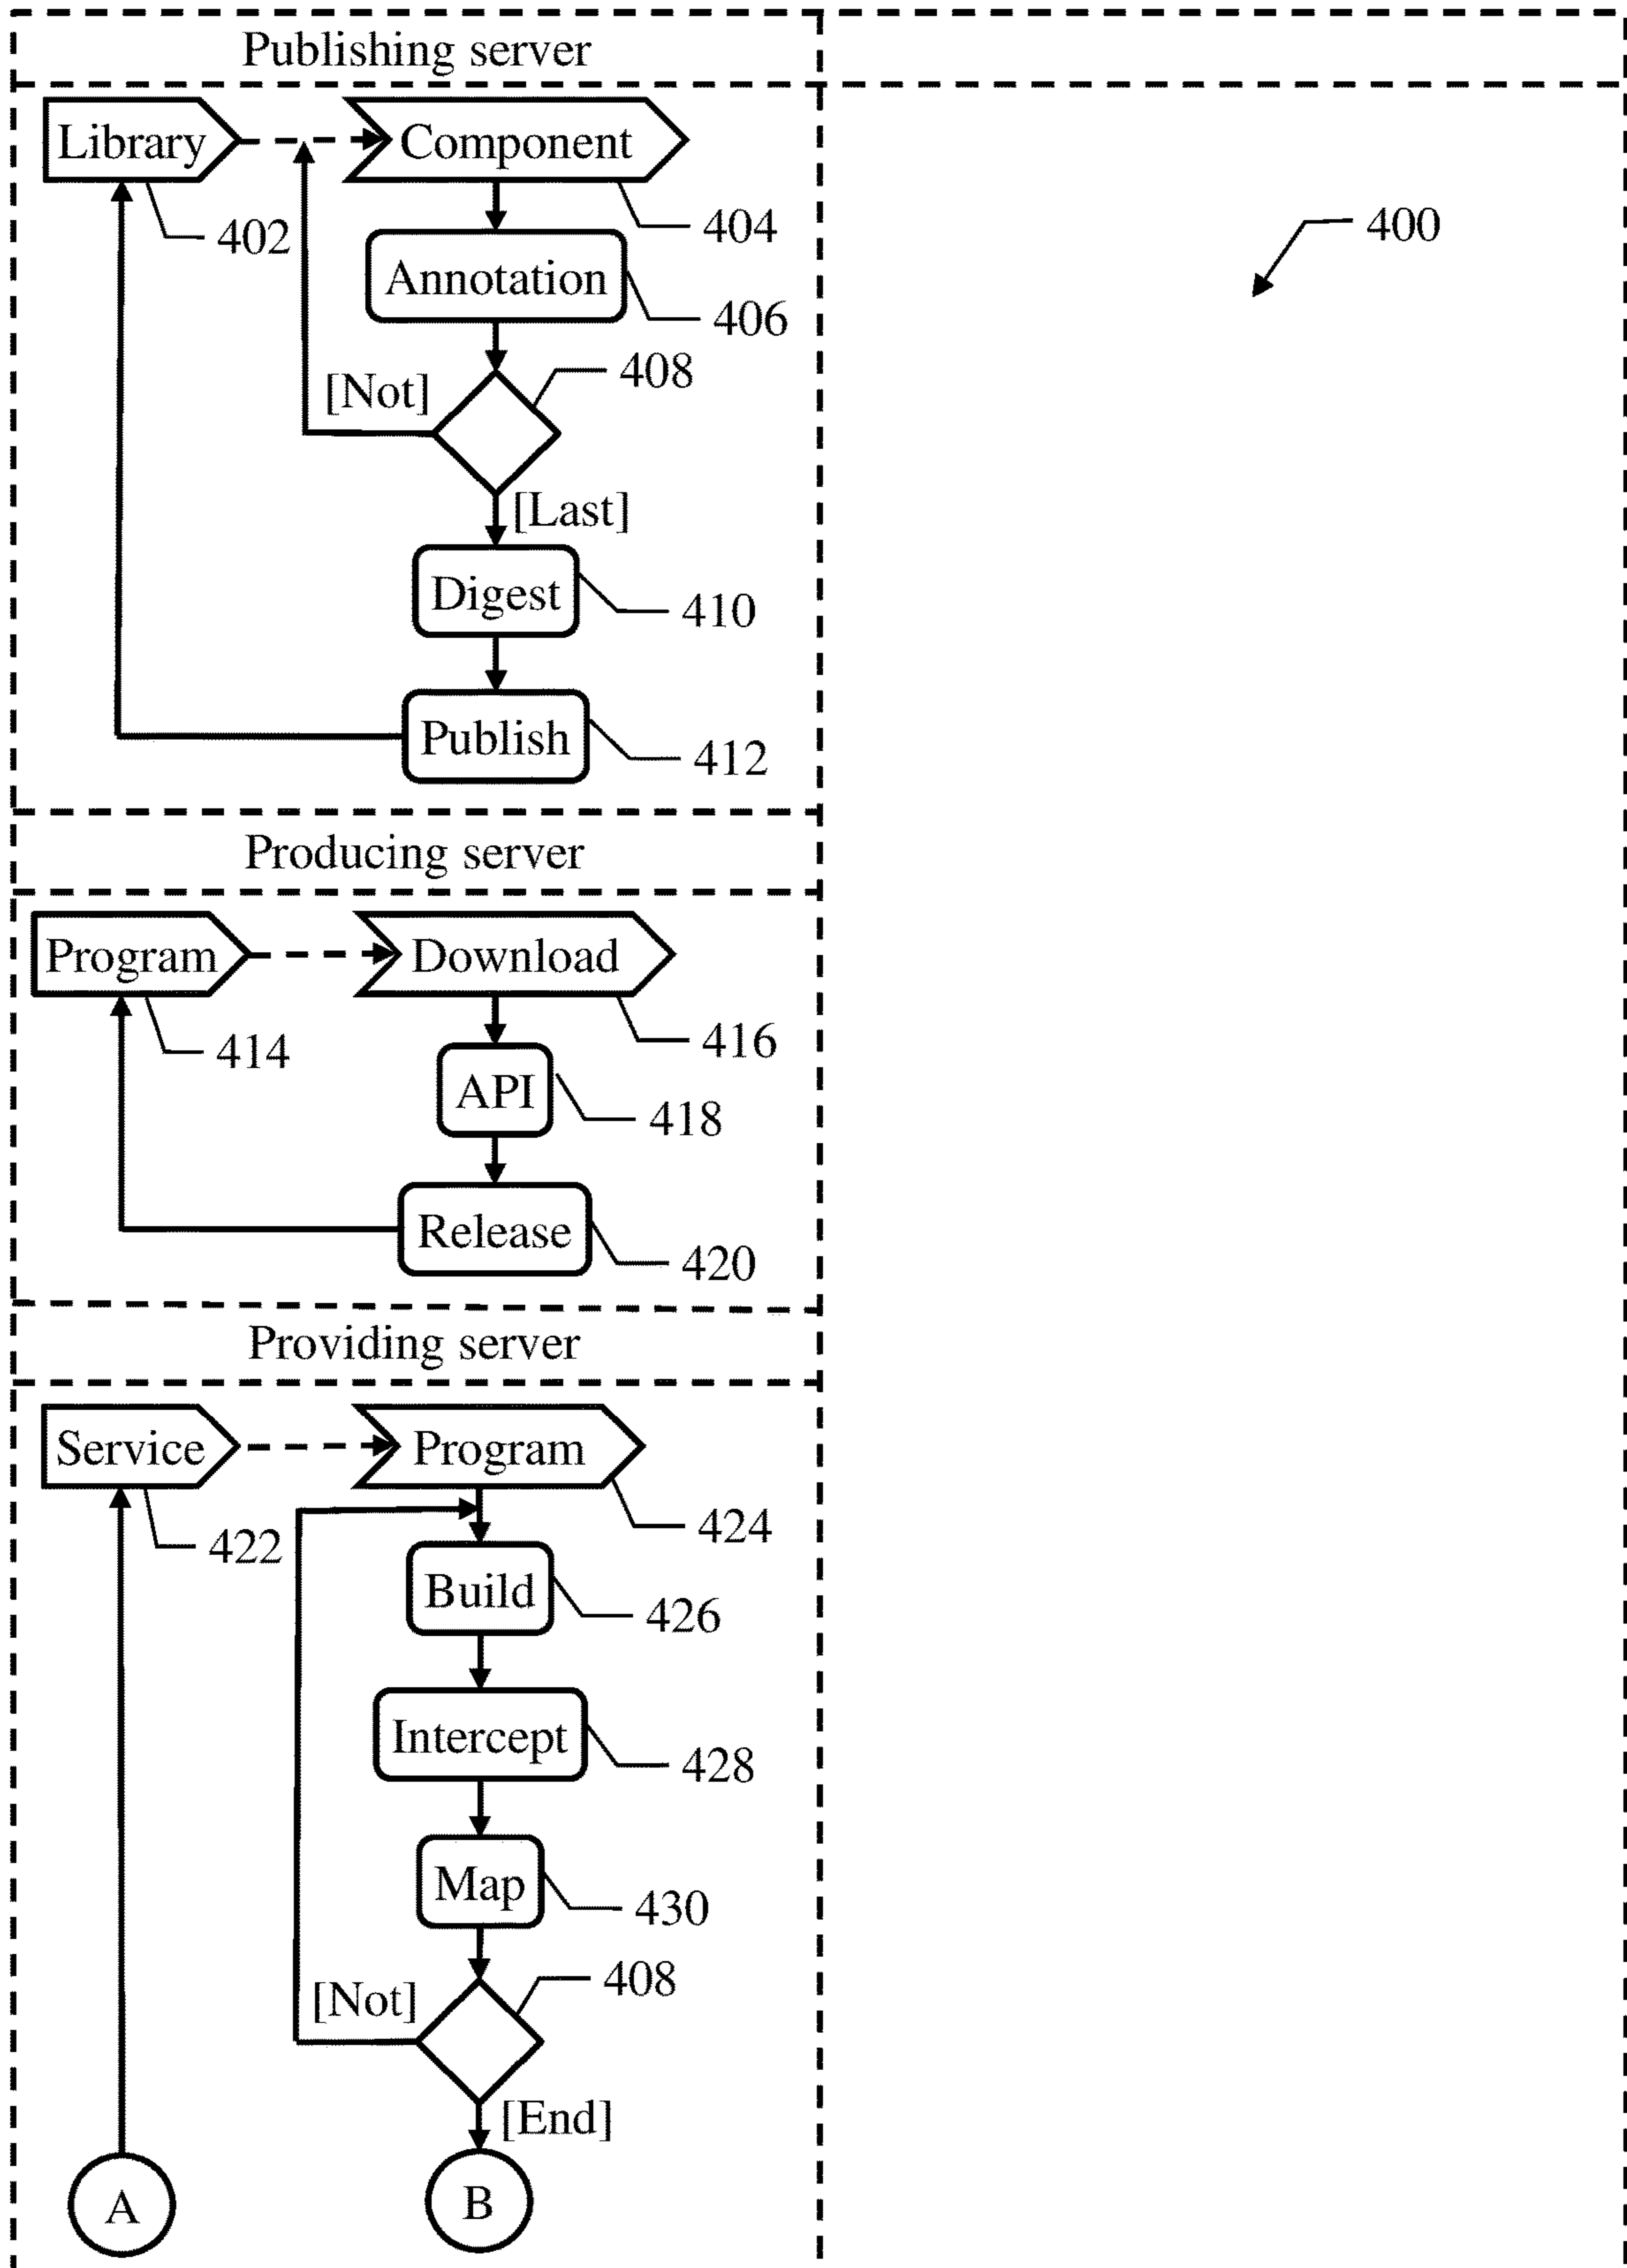 Publishing server
Library
Component
402
404
400
Annotation
406
408
[Not]
[Last]
Digest
410
Publish
412
Producing server
Program
Download
414
416
API
418
Release
420
Providing server
Service
Program
422
424
Build
426
Intercept
428
Map
430
408
[Not]
[End]
A
B